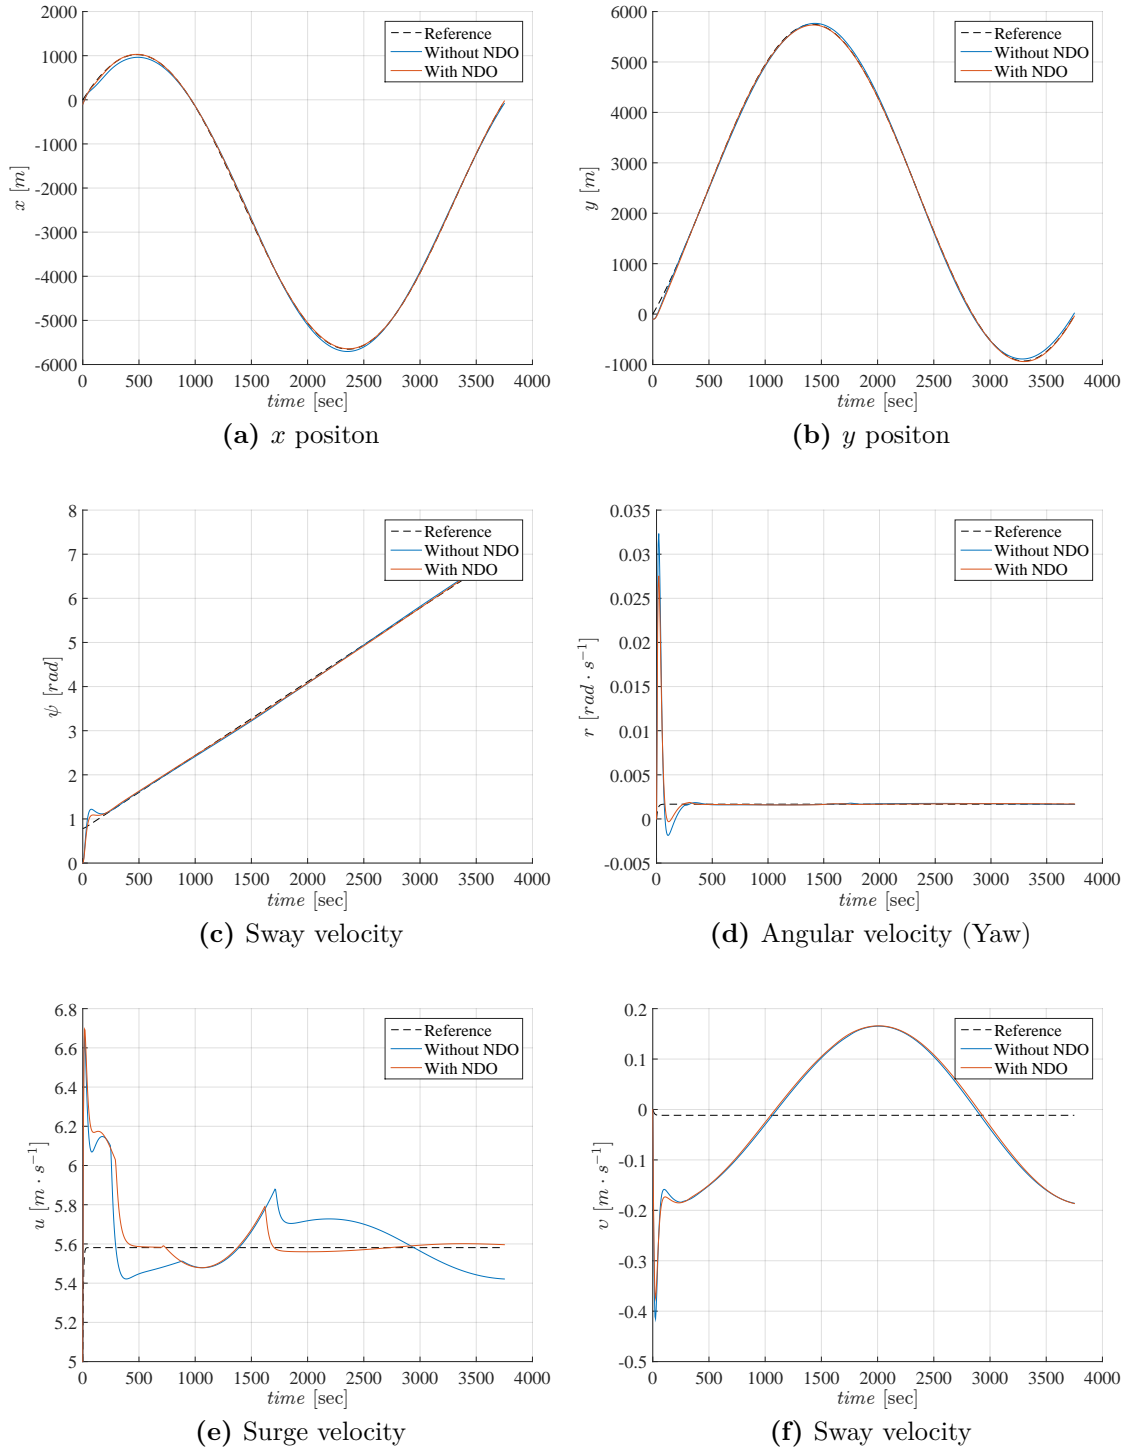 2000
1000
0
-1000
-2000
-3000
-4000
-5000
-6000
x [m]
Reference
Without NDO
With NDO
0 500 1000 1500 2000 2500 3000 3500 4000
time [sec]
(a) x positon
6000
5000
4000
3000
2000
1000
0
-1000
y [m]
Reference
Without NDO
With NDO
0 500 1000 1500 2000 2500 3000 3500 4000
time [sec]
(b) y positon
8
7
6
5
4
3
2
1
0
ψ [rad]
Reference
Without NDO
With NDO
0 500 1000 1500 2000 2500 3000 3500 4000
time [sec]
(c) Sway velocity
0.035
0.03
0.025
0.02
0.015
0.01
0.005
0
-0.005
r [rad · s⁻¹]
Reference
Without NDO
With NDO
0 500 1000 1500 2000 2500 3000 3500 4000
time [sec]
(d) Angular velocity (Yaw)
6.8
6.6
6.4
6.2
6
5.8
5.6
5.4
5.2
5
u [m · s⁻¹]
Reference
Without NDO
With NDO
0 500 1000 1500 2000 2500 3000 3500 4000
time [sec]
(e) Surge velocity
0.2
0.1
0
-0.1
-0.2
-0.3
-0.4
-0.5
v [m · s⁻¹]
Reference
Without NDO
With NDO
0 500 1000 1500 2000 2500 3000 3500 4000
time [sec]
(f) Sway velocity